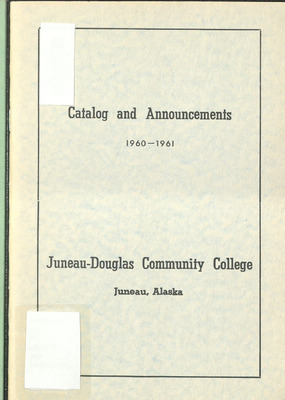 Catalog and Announcements
1960-1961
Juneau-Douglas Community College
Juneau, Alaska